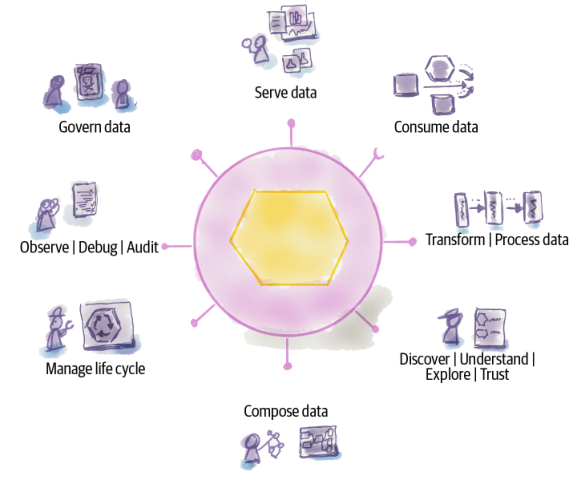 Serve data
Govern data
Consume data
Observe | Debug | Audit
Transform | Process data
Manage life cycle
Discover | Understand |
Explore | Trust
Compose data